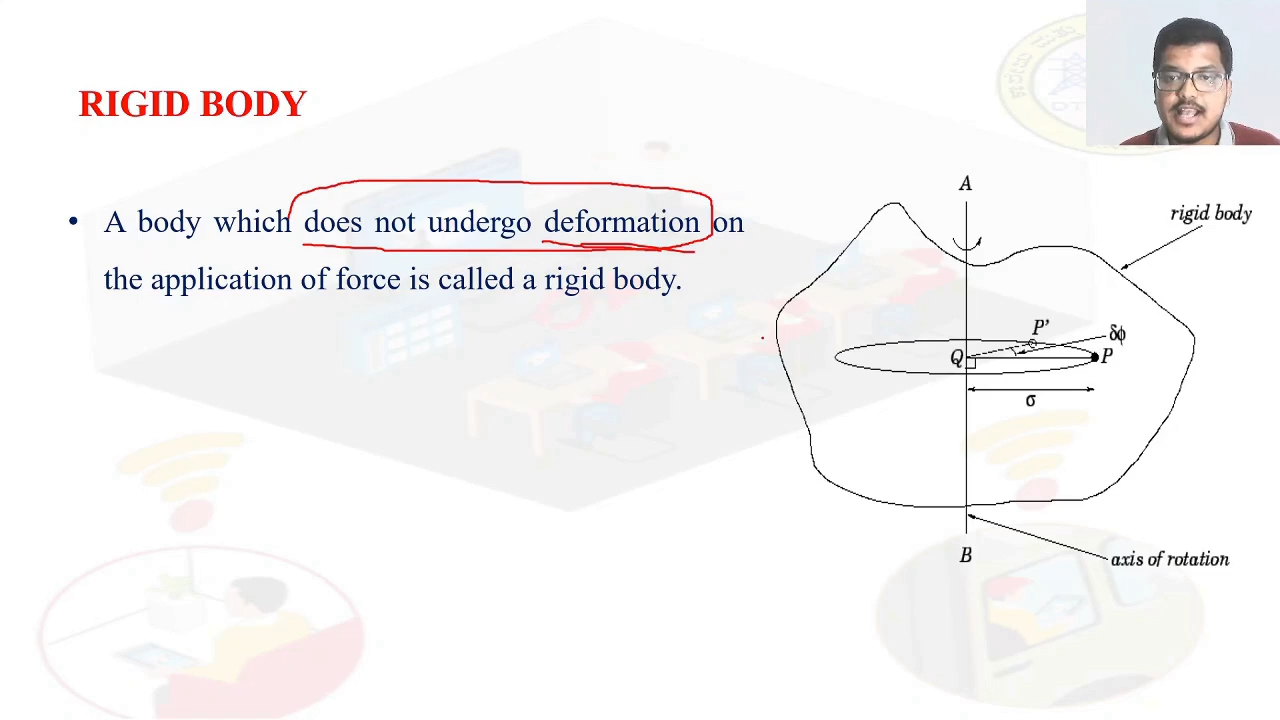 RIGID BODY
• A body which does not undergo deformation on
the application of force is called a rigid body.
A
rigid body
P’
δϕ
Q
P
σ
B
axis of rotation